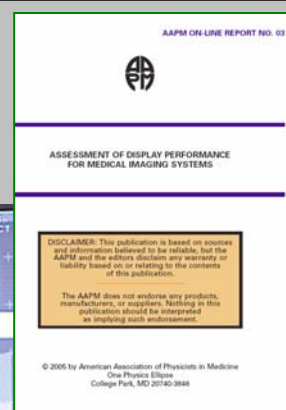 AAPM ON-LINE REPORT NO. 03
AAPM
ASSESSMENT OF DISPLAY PERFORMANCE
FOR MEDICAL IMAGING SYSTEMS
DISCLAIMER: This publication is based on sources
and information believed to be reliable, but the
AAPM and the editors disclaim any warranty or
liability based on or relating to the contents
of this publication.
The AAPM does not endorse any products,
manufacturers, or suppliers. Nothing in this
publication should be interpreted
as implying such endorsement.
© 2005 by American Association of Physicists in Medicine
One Physics Ellipse
College Park, MD 20740-3846
CT